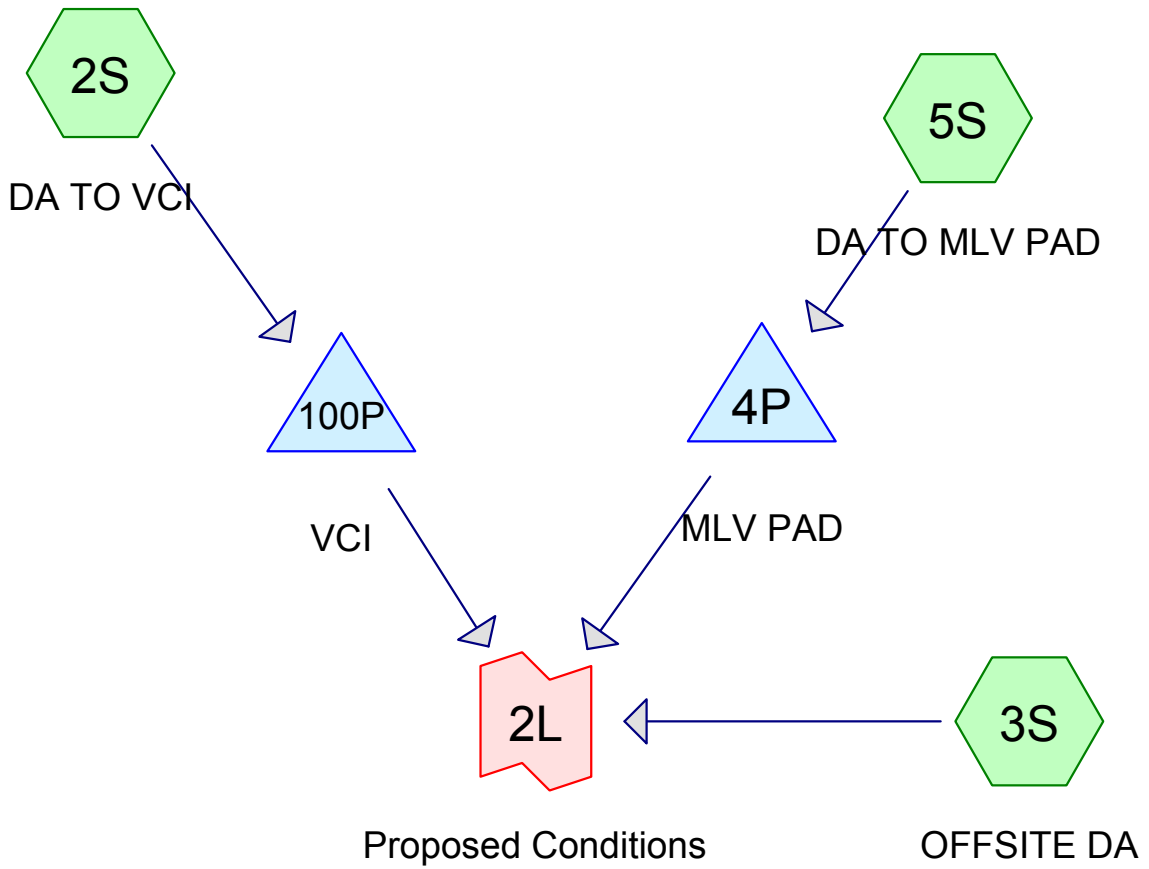 2S
5S
DA TO VCI
DA TO MLV PAD
100P
4P
VCI
MLV PAD
2L
3S
Proposed Conditions
OFFSITE DA